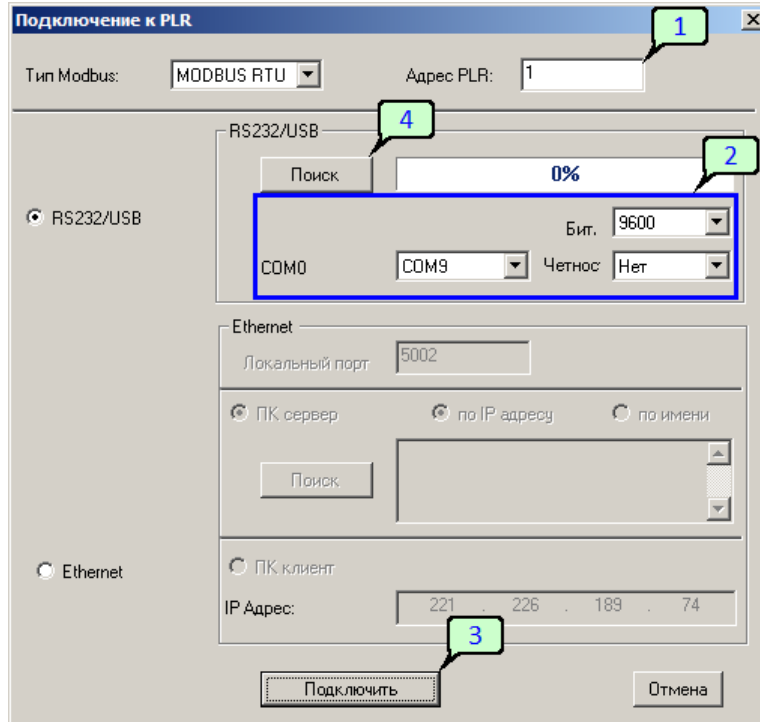 Подключение к PLR
1
Тип Modbus: MODBUS RTU Адрес PLR: 1
4
RS232/USB
2
Поиск 0%
RS232/USB
Бит. 9600
COM0 COM9 Четнос Нет
Ethernet
Локальный порт 5002
ПК сервер по IP адресу по имени
Поиск
Ethernet
ПК клиент
IP Адрес: 221 . 226 . 189 . 74
3
Подключить Отмена